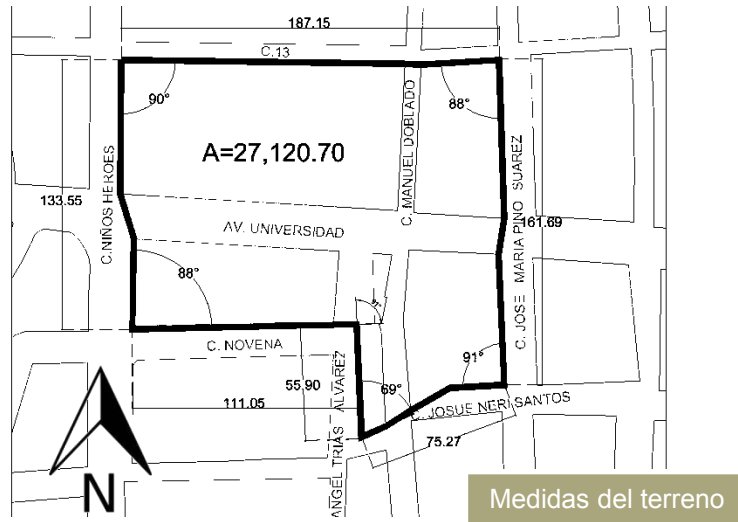 187.15
C.13
90°
88°
A=27,120.70
C. MANUEL DOBLADO
C. JOSE MARIA PINO SUAREZ
133.55
C.NIÑOS HEROES
161.69
AV. UNIVERSIDAD
88°
C. NOVENA
91°
55.90
69°
111.05
ANGEL TRIAS ALVAREZ
C. JOSUE NERI SANTOS
75.27
N
Medidas del terreno